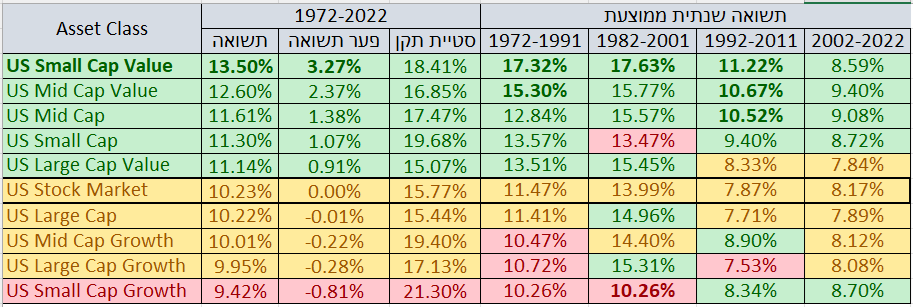 Asset Class 1972-2022 תשואה שנתית ממוצעת
תשואה פער תשואה סטיית תקן 1972-1991 1982-2001 1992-2011 2002-2022
US Small Cap Value 13.50% 3.27% 18.41% 17.32% 17.63% 11.22% 8.59%
US Mid Cap Value 12.60% 2.37% 16.85% 15.30% 15.77% 10.67% 9.40%
US Mid Cap 11.61% 1.38% 17.47% 12.84% 15.57% 10.52% 9.08%
US Small Cap 11.30% 1.07% 19.68% 13.57% 13.47% 9.40% 8.72%
US Large Cap Value 11.14% 0.91% 15.07% 13.51% 15.45% 8.33% 7.84%
US Stock Market 10.23% 0.00% 15.77% 11.47% 13.99% 7.87% 8.17%
US Large Cap 10.22% -0.01% 15.44% 11.41% 14.96% 7.71% 7.89%
US Mid Cap Growth 10.01% -0.22% 19.40% 10.47% 14.40% 8.90% 8.12%
US Large Cap Growth 9.95% -0.28% 17.13% 10.72% 15.31% 7.53% 8.08%
US Small Cap Growth 9.42% -0.81% 21.30% 10.26% 10.26% 8.34% 8.70%